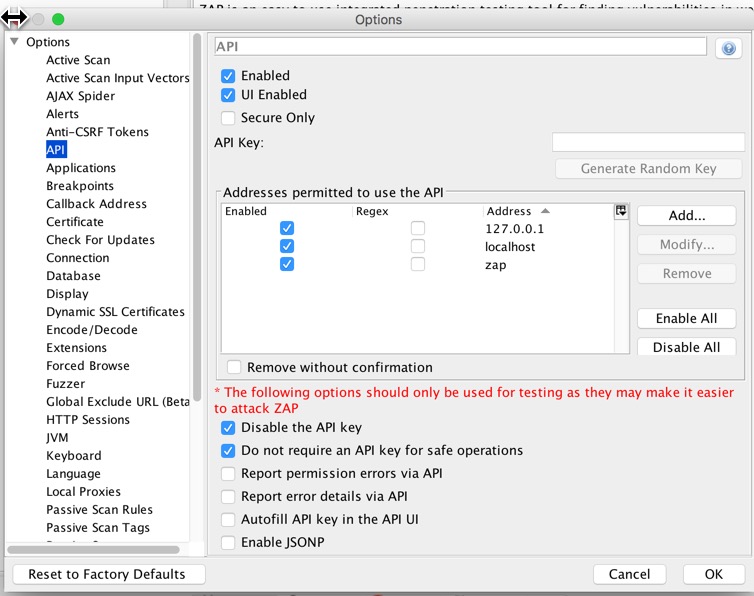 ZAP is an easy to use integrated penetration testing tool for finding vulnerabilities in we
Options
Options
Active Scan
Active Scan Input Vectors
AJAX Spider
Alerts
Anti-CSRF Tokens
API
Applications
Breakpoints
Callback Address
Certificate
Check For Updates
Connection
Database
Display
Dynamic SSL Certificates
Encode/Decode
Extensions
Forced Browse
Fuzzer
Global Exclude URL (Beta
HTTP Sessions
JVM
Keyboard
Language
Local Proxies
Passive Scan Rules
Passive Scan Tags
API
Enabled
UI Enabled
Secure Only
API Key:
Generate Random Key
Addresses permitted to use the API
Enabled Regex Address
127.0.0.1
localhost
zap
Add...
Modify...
Remove
Enable All
Disable All
Remove without confirmation
* The following options should only be used for testing as they may make it easier
to attack ZAP
Disable the API key
Do not require an API key for safe operations
Report permission errors via API
Report error details via API
Autofill API key in the API UI
Enable JSONP
Reset to Factory Defaults
Cancel
OK